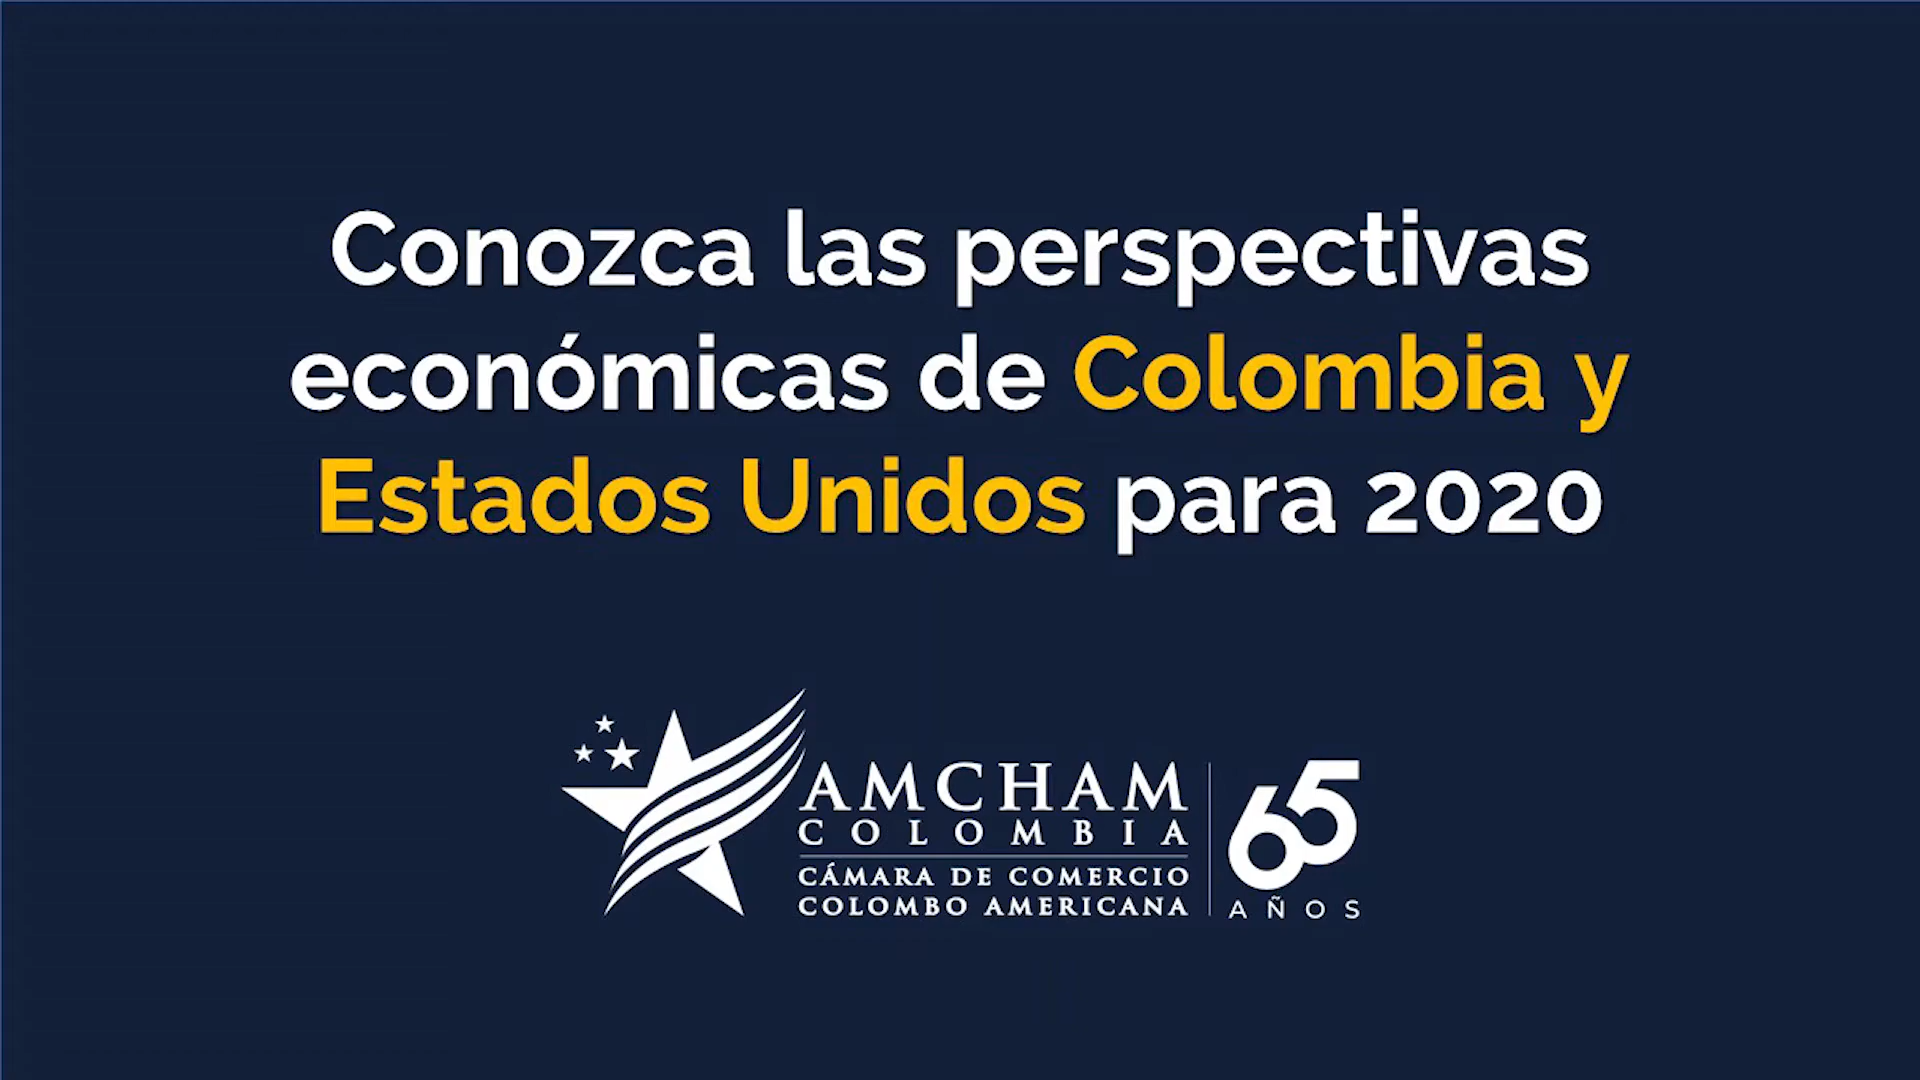 Conozca las perspectivas
económicas de Colombia y
Estados Unidos para 2020
AMCHAM
COLOMBIA
CÁMARA DE COMERCIO
COLOMBO AMERICANA
65
AÑOS